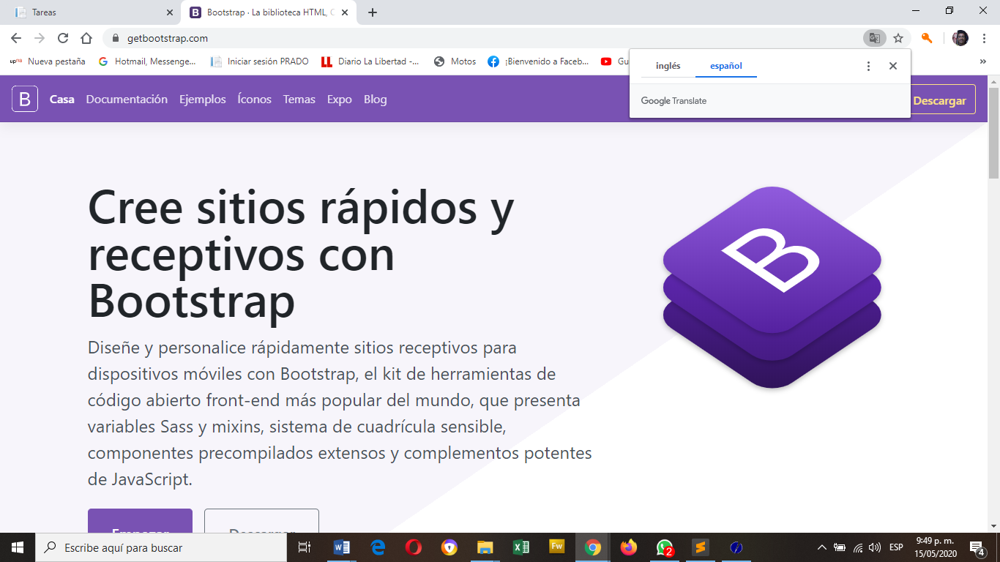 Tareas
Bootstrap · La biblioteca HTML, C
getbootstrap.com
upna Nueva pestaña
Hotmail, Messenge...
Iniciar sesión PRADO
Diario La Libertad -...
Motos
¡Bienvenido a Faceb...
Gu
»
inglés español
Google Translate
B Casa Documentación Ejemplos Íconos Temas Expo Blog
Descargar
Cree sitios rápidos y
receptivos con
Bootstrap
B
Diseñe y personalice rápidamente sitios receptivos para
dispositivos móviles con Bootstrap, el kit de herramientas de
código abierto front-end más popular del mundo, que presenta
variables Sass y mixins, sistema de cuadrícula sensible,
componentes precompilados extensos y complementos potentes
de JavaScript.
Empezar Descargar
Escribe aquí para buscar
Fw
2
ESP
9:49 p. m.
15/05/2020
4